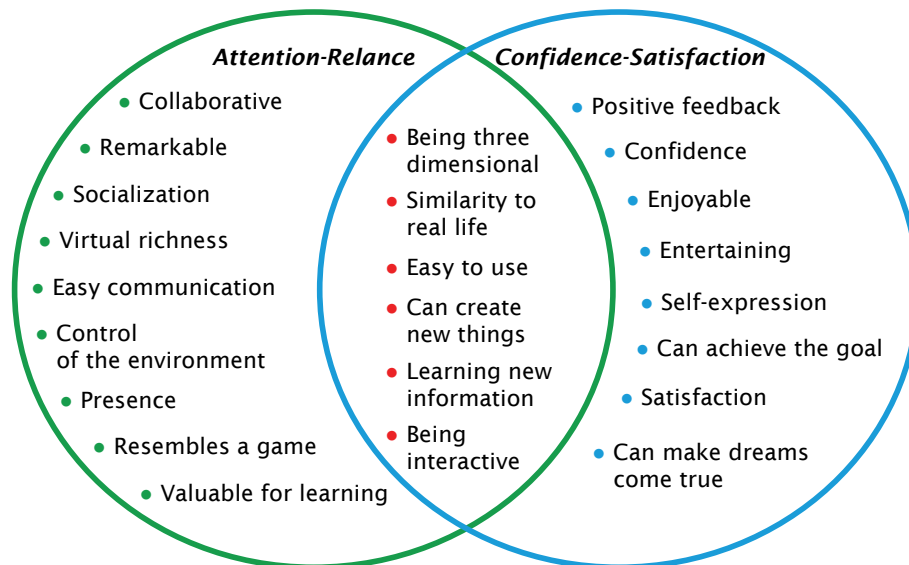 Attention-Relance
Collaborative
Remarkable
Socialization
Virtual richness
Easy communication
Control
of the environment
Presence
Resembles a game
Valuable for learning
Being three
dimensional
Similarity to
real life
Easy to use
Can create
new things
Learning new
information
Being
interactive
Confidence-Satisfaction
Positive feedback
Confidence
Enjoyable
Entertaining
Self-expression
Can achieve the goal
Satisfaction
Can make dreams
come true